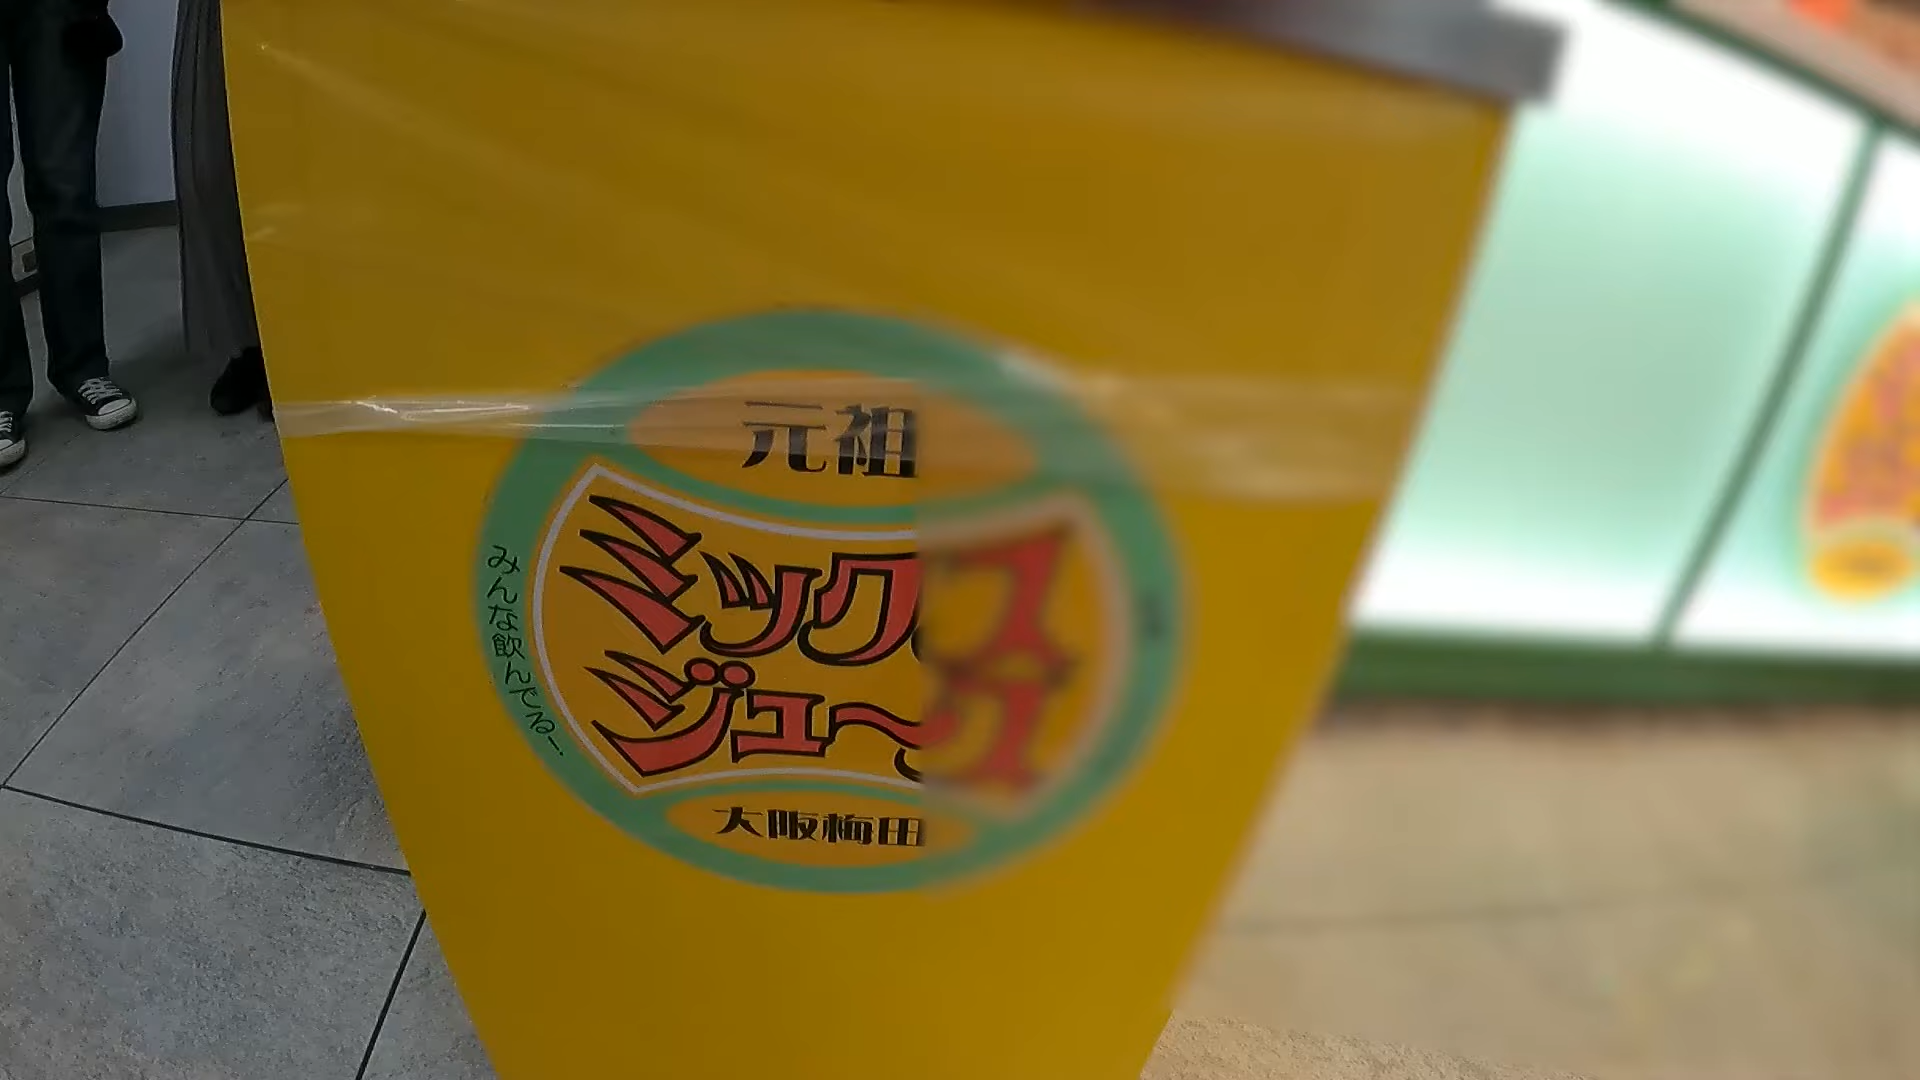 元祖
ミックス
ジュ〜
大阪梅田
みんな飲んでるー